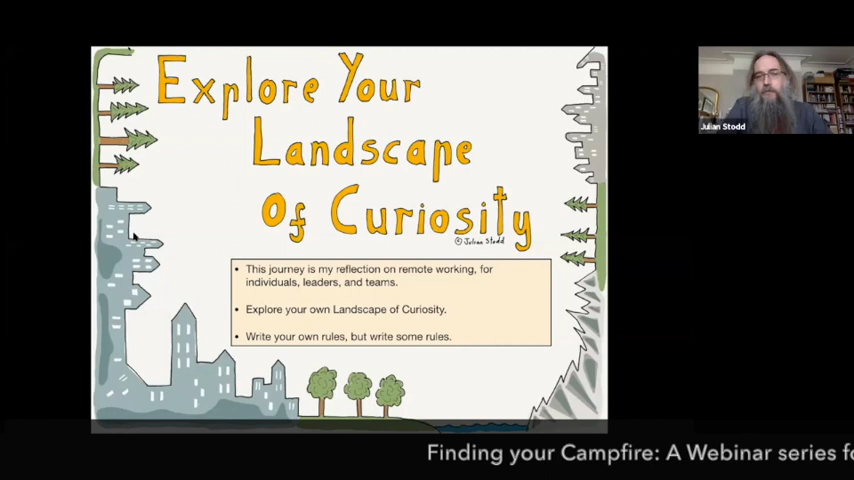 Explore Your
Landscape
Of Curiosity
© Julian Stodd
• This journey is my reflection on remote working, for
individuals, leaders, and teams.
• Explore your own Landscape of Curiosity.
• Write your own rules, but write some rules.
Julian Stodd
Finding your Campfire: A Webinar series fo